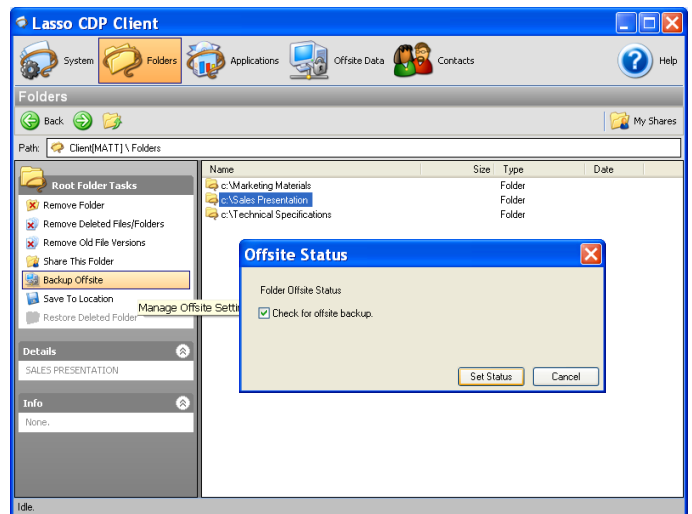 Lasso CDP Client
System Folders Applications Offsite Data Contacts Help
Folders
Back My Shares
Path: Client[MATT] \ Folders
Name Size Type Date
Root Folder Tasks
Remove Folder
Remove Deleted Files/Folders
Remove Old File Versions
Share This Folder
Backup Offsite
Save To Location
Manage Offsite Setti
Restore Deleted Folder
Details
SALES PRESENTATION
Info
None.
c:\Marketing Materials Folder
c:\Sales Presentation Folder
c:\Technical Specifications Folder
Offsite Status
Folder Offsite Status
Check for offsite backup.
Set Status Cancel
Idle.